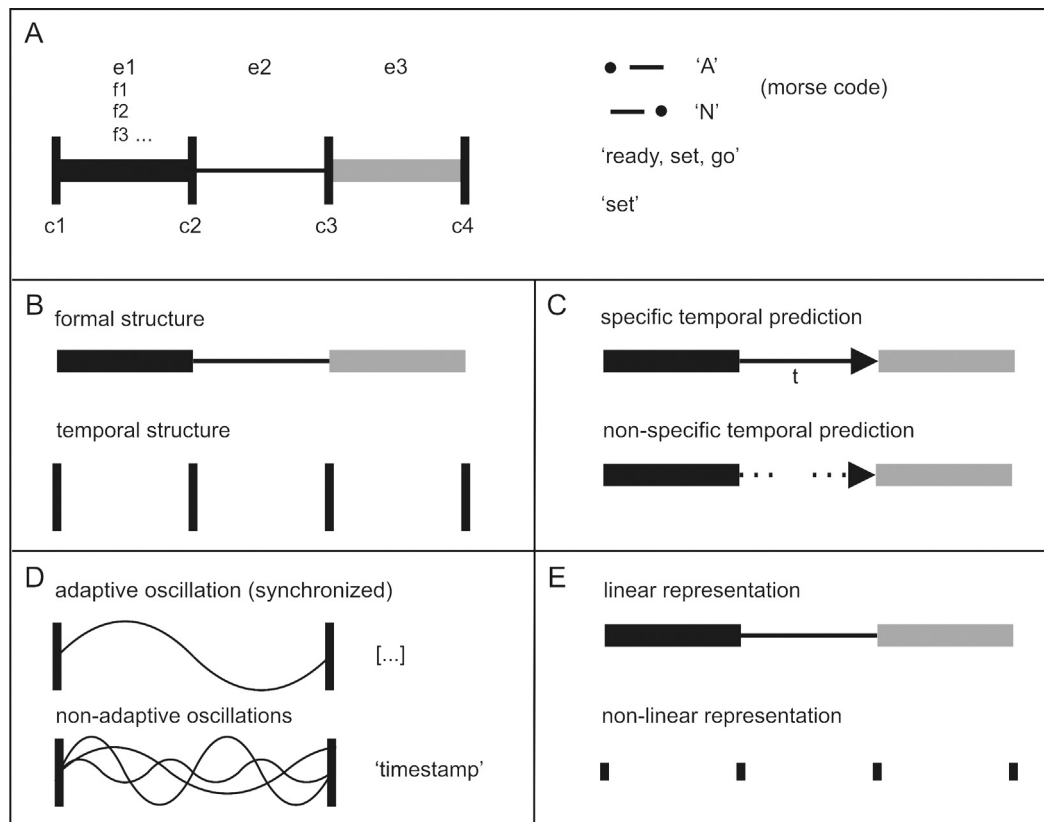 A
e1 e2 e3
f1
f2
f3 ...
c1 c2 c3 c4
'A'
'N'
(morse code)
'ready, set, go'
'set'
B
formal structure
temporal structure
C
specific temporal prediction
t
non-specific temporal prediction
D
adaptive oscillation (synchronized)
[...]
non-adaptive oscillations
'timestamp'
E
linear representation
non-linear representation